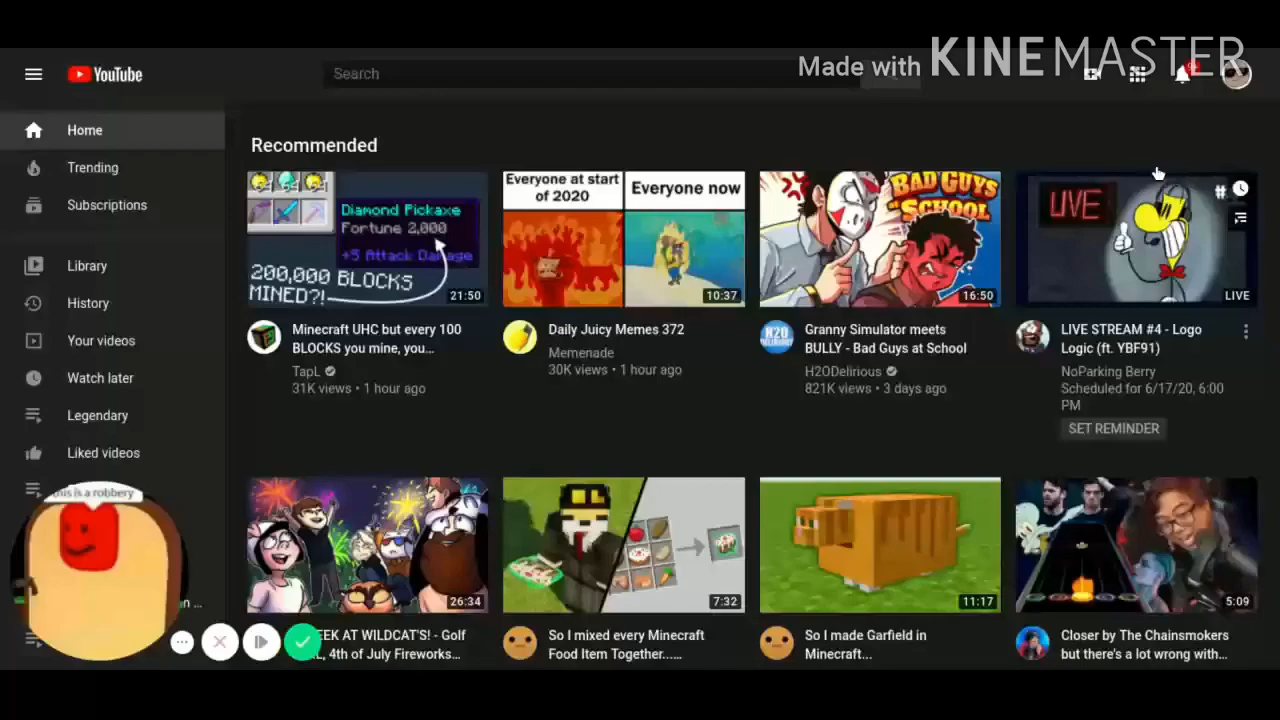 Made with KINEMASTER
YouTube
Search
Home
Trending
Subscriptions
Library
History
Your videos
Watch later
Legendary
Liked videos
this is a robbery
n ...
Recommended
Diamond Pickaxe
Fortune 2,000
+5 Attack Damage
200,000 BLOCKS
MINED?!
21:50
Minecraft UHC but every 100
BLOCKS you mine, you...
TapL
31K views • 1 hour ago
Everyone at start
of 2020
Everyone now
10:37
Daily Juicy Memes 372
Memenade
30K views • 1 hour ago
BAD GUYS
at SCHOOL
16:50
H2O
DELIRIOUS
Granny Simulator meets
BULLY - Bad Guys at School
H2ODelirious
821K views • 3 days ago
LIVE
#
LIVE
LIVE STREAM #4 - Logo
Logic (ft. YBF91)
NoParking Berry
Scheduled for 6/17/20, 6:00
PM
SET REMINDER
26:34
EEK AT WILDCAT'S! - Golf
, 4th of July Fireworks...
7:32
So I mixed every Minecraft
Food Item Together......
11:17
So I made Garfield in
Minecraft...
5:09
Closer by The Chainsmokers
but there's a lot wrong with...